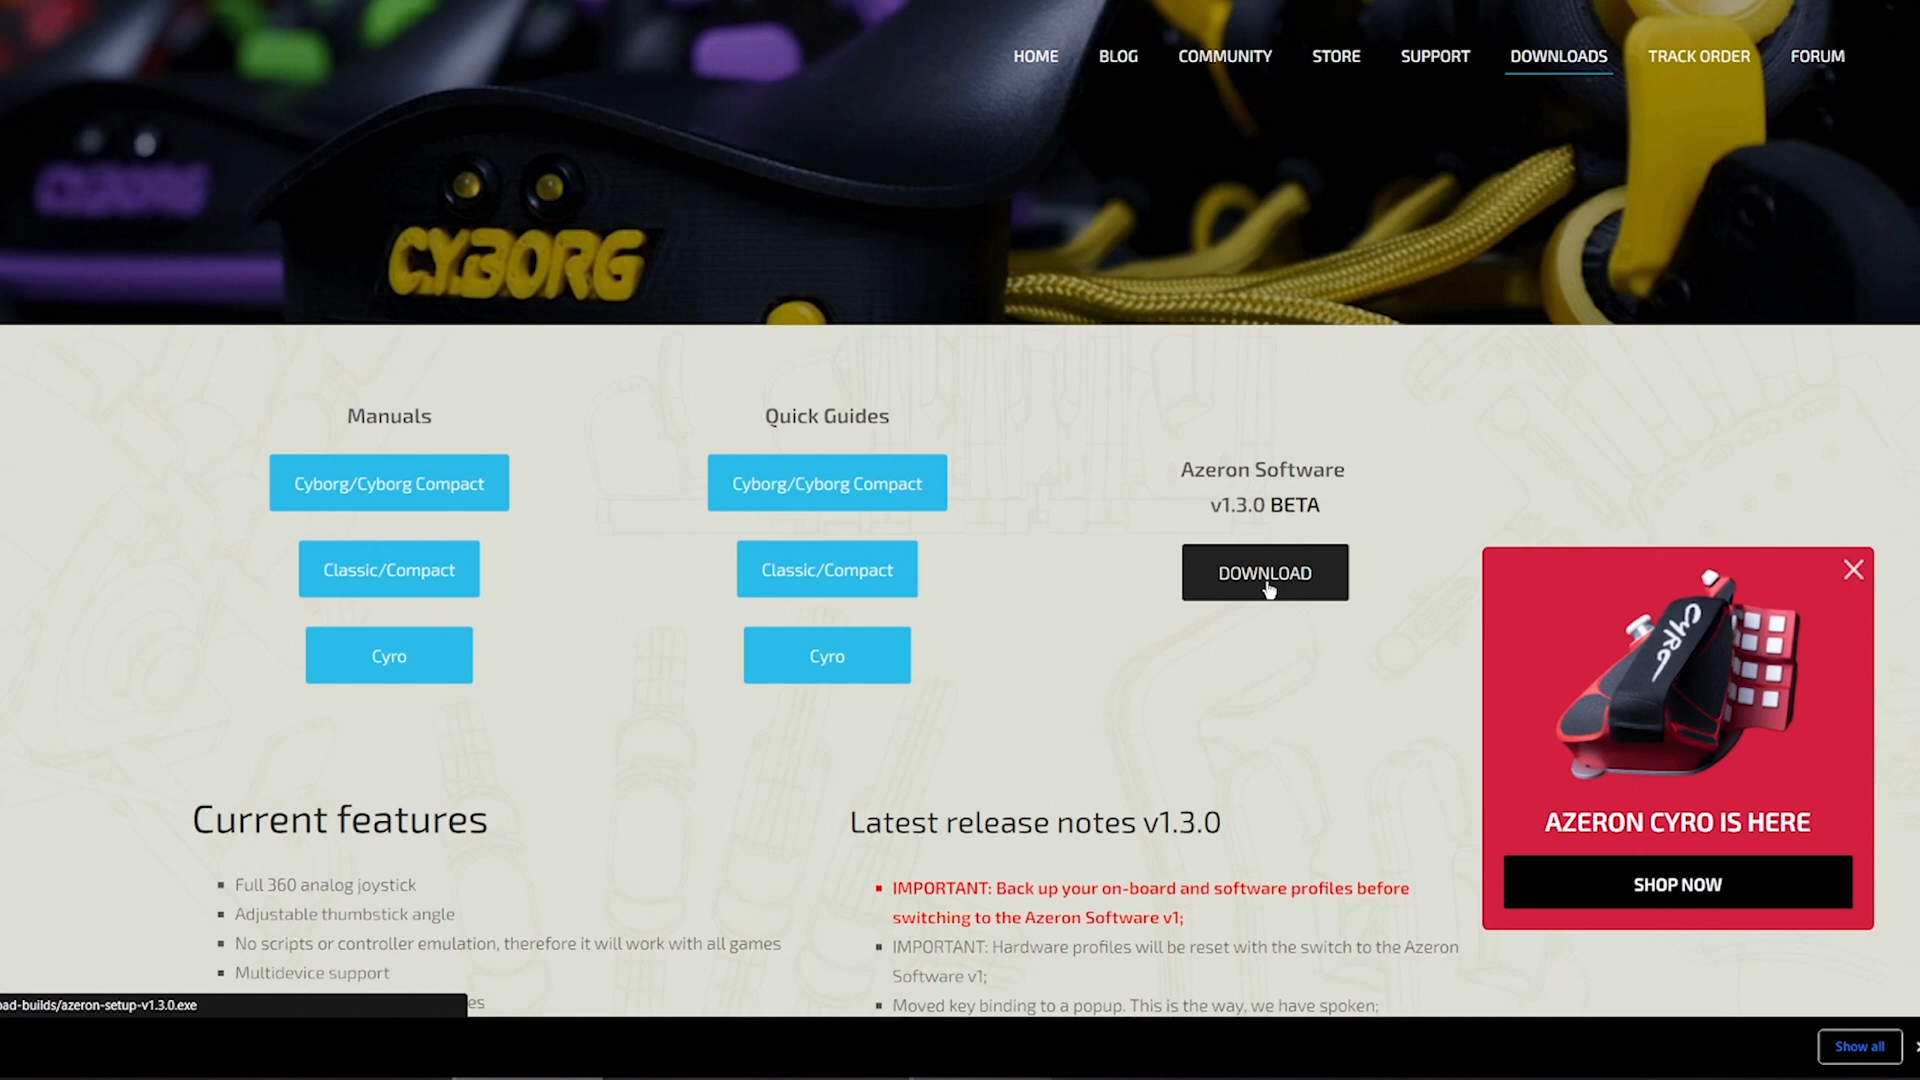 HOME BLOG COMMUNITY STORE SUPPORT DOWNLOADS TRACK ORDER FORUM
CYBORG
CYBORG
Manuals
Cyborg/Cyborg Compact
Classic/Compact
Cyro
Quick Guides
Cyborg/Cyborg Compact
Classic/Compact
Cyro
Azeron Software
v1.3.0 BETA
DOWNLOAD
CYRO
AZERON CYRO IS HERE
SHOP NOW
Current features
Full 360 analog joystick
Adjustable thumbstick angle
No scripts or controller emulation, therefore it will work with all games
Multidevice support
es
Latest release notes v1.3.0
IMPORTANT: Back up your on-board and software profiles before
switching to the Azeron Software v1;
IMPORTANT: Hardware profiles will be reset with the switch to the Azeron
Software v1;
Moved key binding to a popup. This is the way, we have spoken;
oad-builds/azeron-setup-v1.3.0.exe
Show all